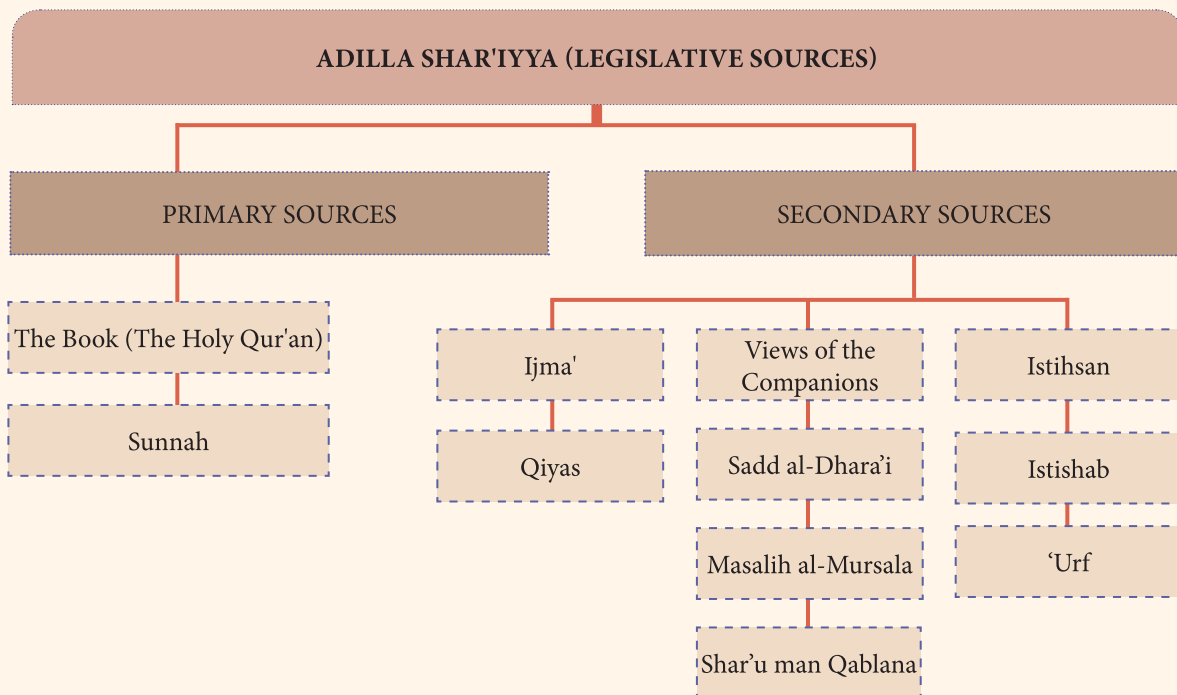 ADILLA SHAR'IYYA (LEGISLATIVE SOURCES)
PRIMARY SOURCES
SECONDARY SOURCES
The Book (The Holy Qur'an)
Sunnah
Ijma'
Qiyas
Views of the
Companions
Sadd al-Dhara’i
Masalih al-Mursala
Shar’u man Qablana
Istihsan
Istishab
‘Urf